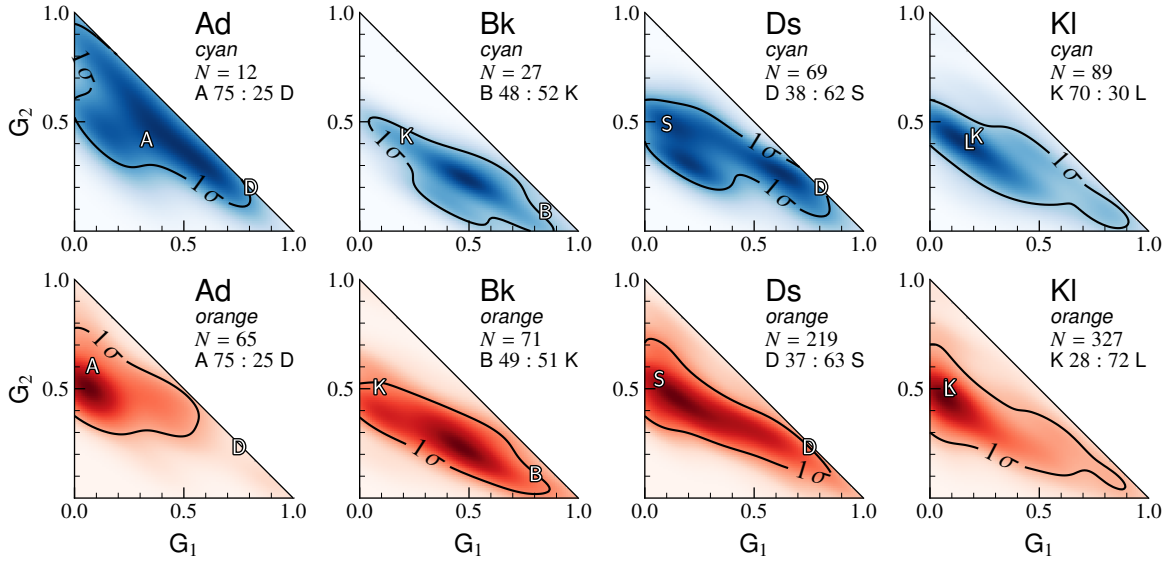 Ad
cyan
N = 12
A 75 : 25 D
1σ
1σ
A
D
G2
1.0
0.5
0.0
0.5
1.0
Bk
cyan
N = 27
B 48 : 52 K
1σ
K
B
0.0
0.5
1.0
1.0
0.5
Ds
cyan
N = 69
D 38 : 62 S
1σ
1σ
S
D
0.0
0.5
1.0
1.0
0.5
Kl
cyan
N = 89
K 70 : 30 L
1σ
K
L
0.0
0.5
1.0
1.0
0.5
Ad
orange
N = 65
A 75 : 25 D
1σ
A
D
G2
1.0
0.5
0.0
0.5
1.0
G1
Bk
orange
N = 71
B 49 : 51 K
1σ
K
B
1.0
0.5
0.0
0.5
1.0
G1
Ds
orange
N = 219
D 37 : 63 S
1σ
S
D
1.0
0.5
0.0
0.5
1.0
G1
Kl
orange
N = 327
K 28 : 72 L
1σ
K
L
1.0
0.5
0.0
0.5
1.0
G1